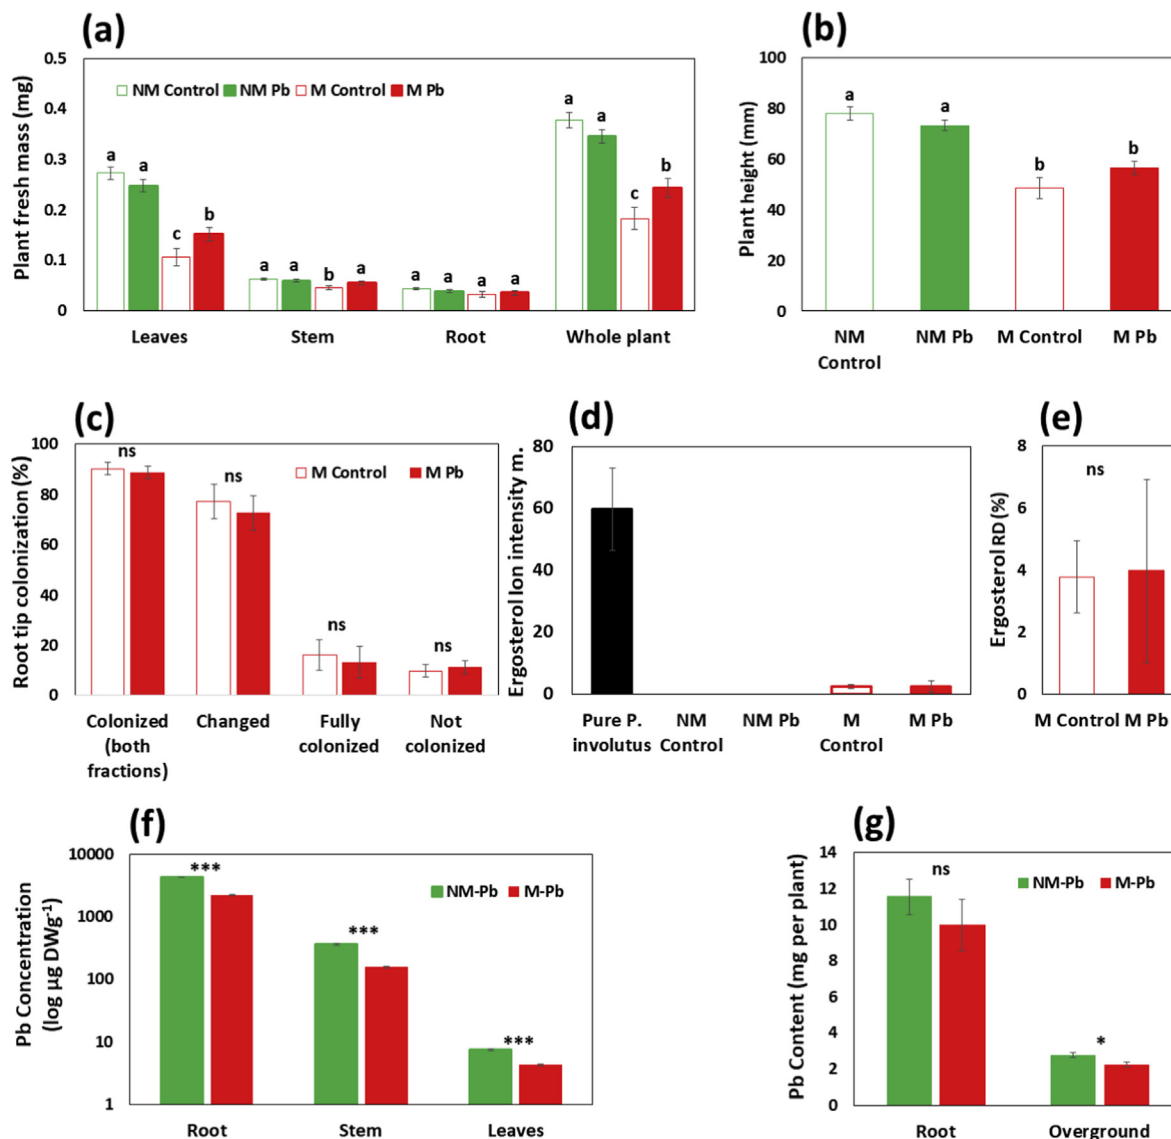 (a)
Plant fresh mass (mg)
0.5
0.4
0.3
0.2
0.1
0
NM Control NM Pb M Control M Pb
a a c b
a a b a
a a a a
a a c b
Leaves Stem Root Whole plant
(b)
Plant height (mm)
100
80
60
40
20
0
a a b b
NM Control NM Pb M Control M Pb
(c)
Root tip colonization (%)
100
80
60
40
20
0
M Control M Pb
ns ns ns ns
Colonized (both fractions) Changed Fully colonized Not colonized
(d)
Ergosterol Ion intensity m.
80
60
40
20
0
Pure P. involutus NM Control NM Pb M Control M Pb
(e)
Ergosterol RD (%)
8
6
4
2
0
ns
M Control M Pb
(f)
Pb Concentration
(log µg DWg⁻¹)
10000
1000
100
10
1
NM-Pb M-Pb
*** *** ***
Root Stem Leaves
(g)
Pb Content (mg per plant)
14
12
10
8
6
4
2
0
NM-Pb M-Pb
ns *
Root Overground